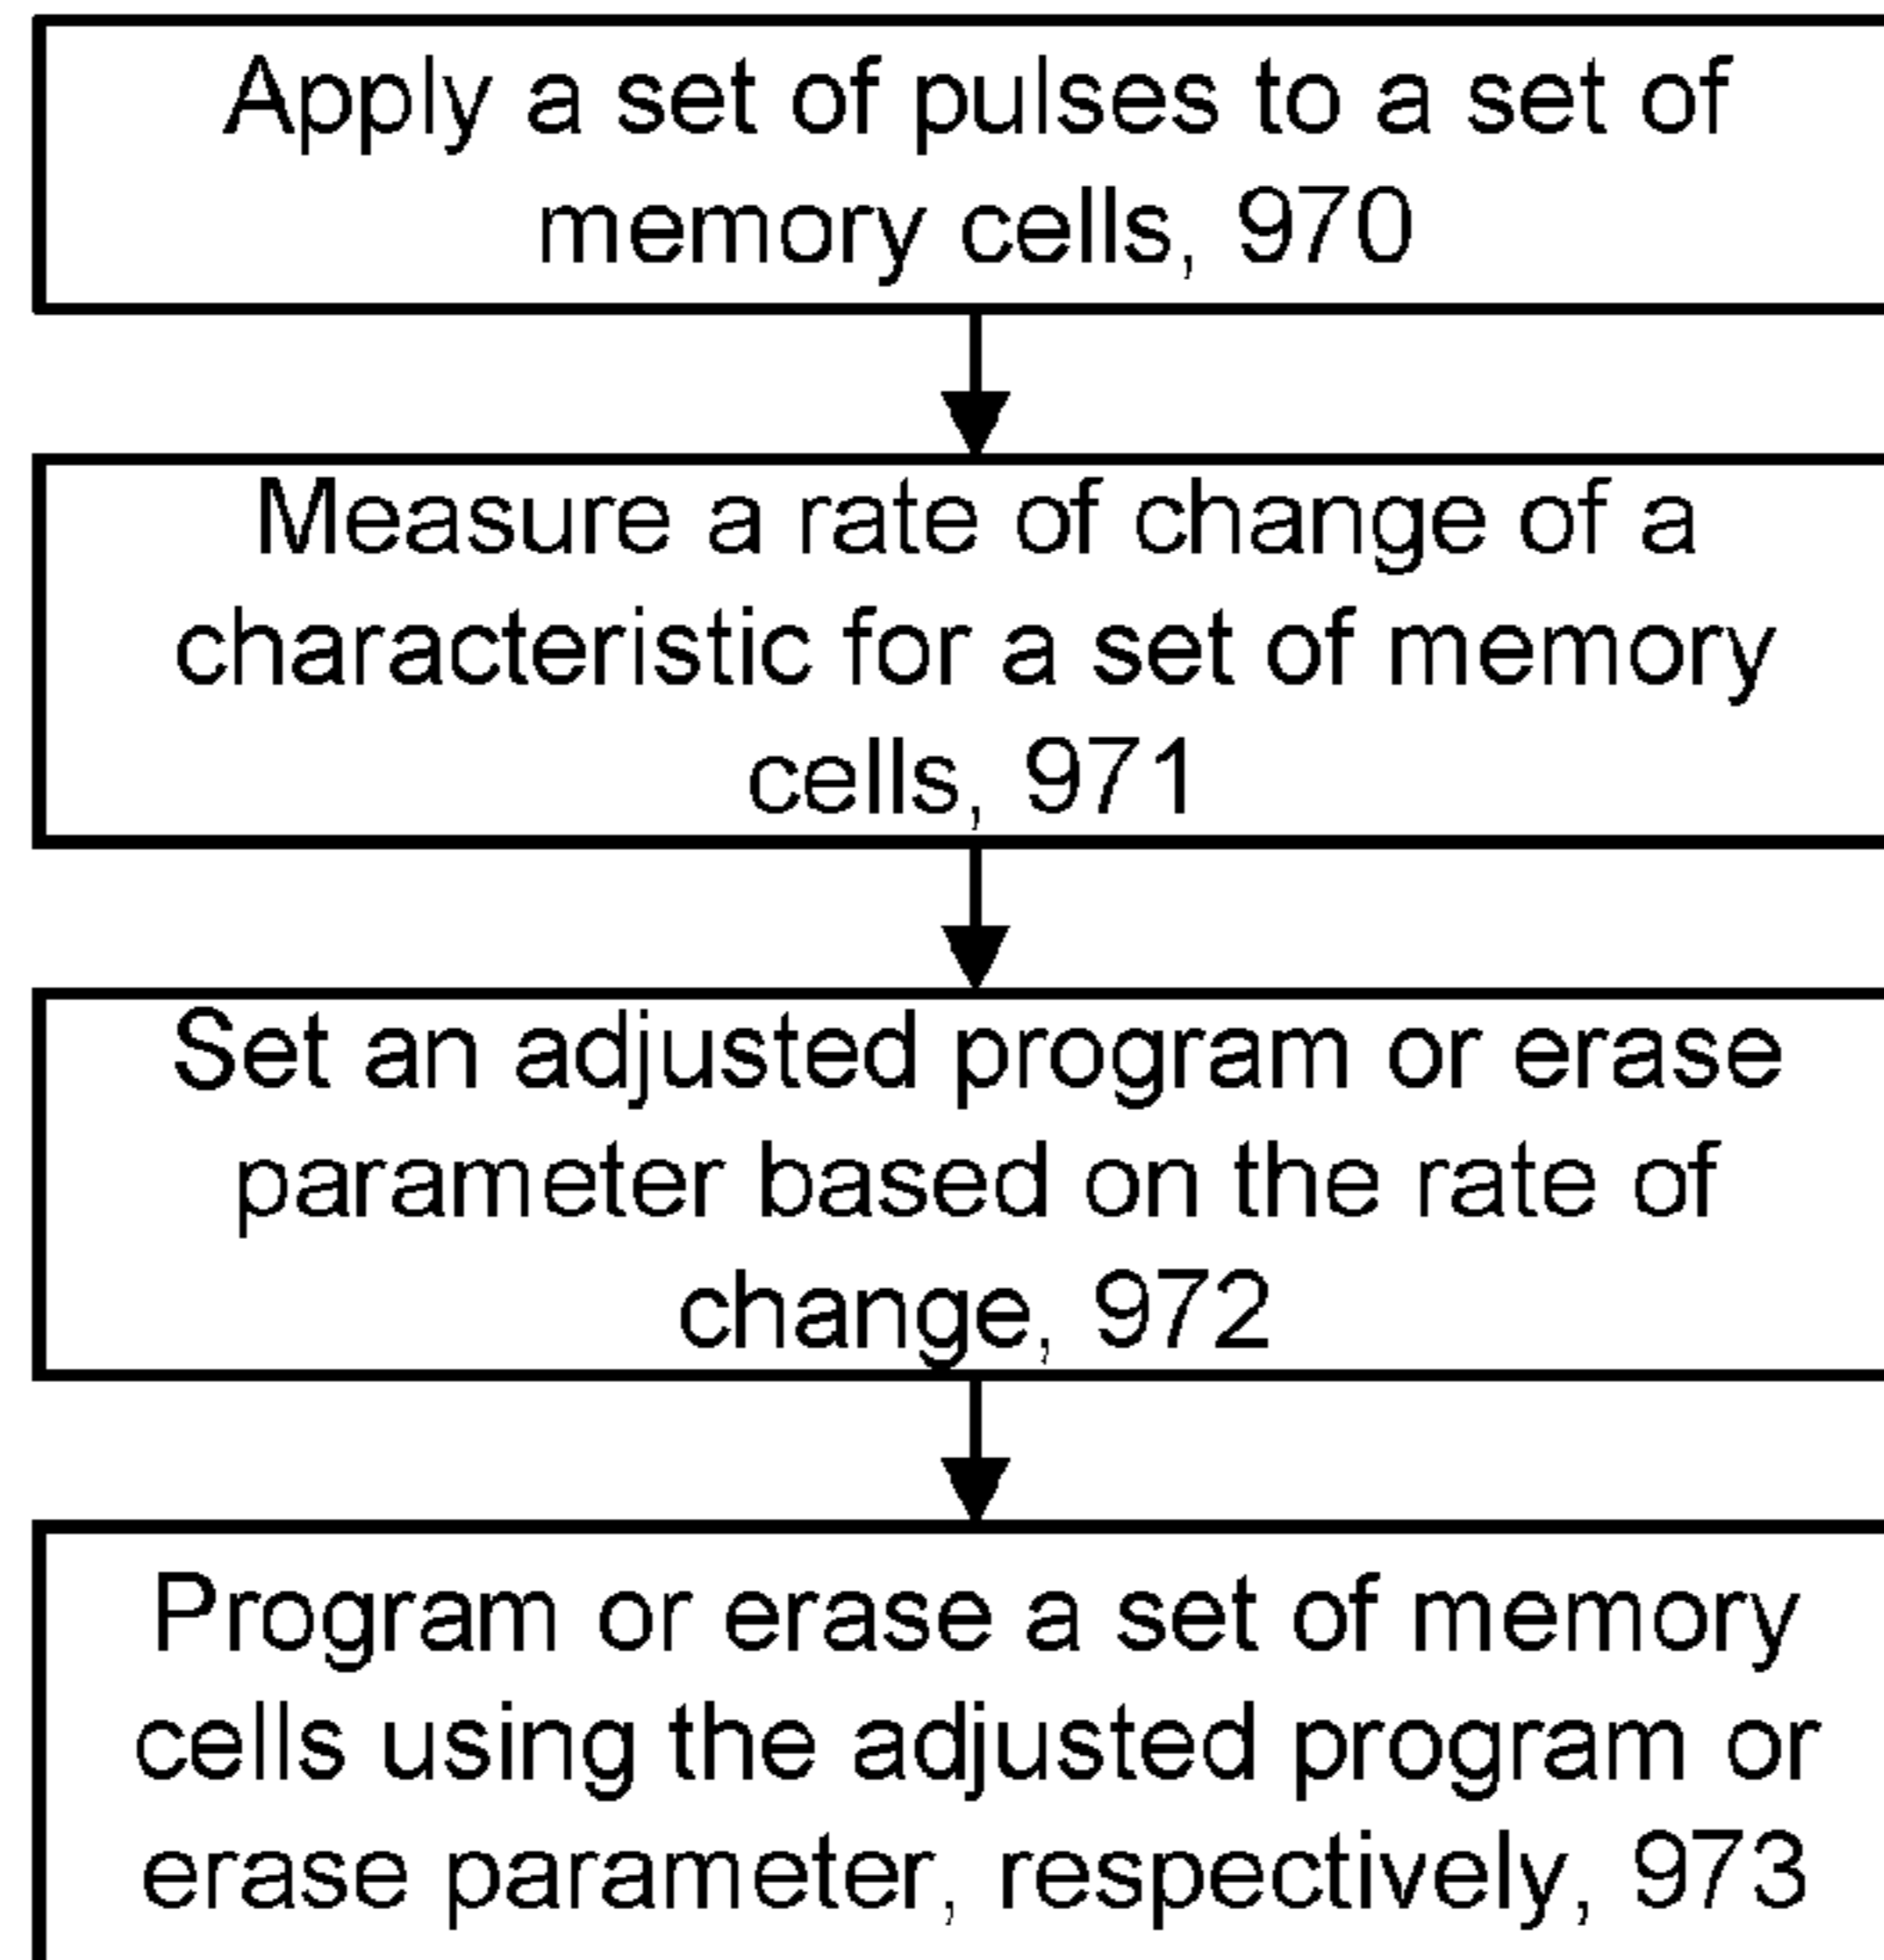 Apply a set of pulses to a set of
memory cells, 970
Measure a rate of change of a
characteristic for a set of memory
cells, 971
Set an adjusted program or erase
parameter based on the rate of
change, 972
Program or erase a set of memory
cells using the adjusted program or
erase parameter, respectively, 973